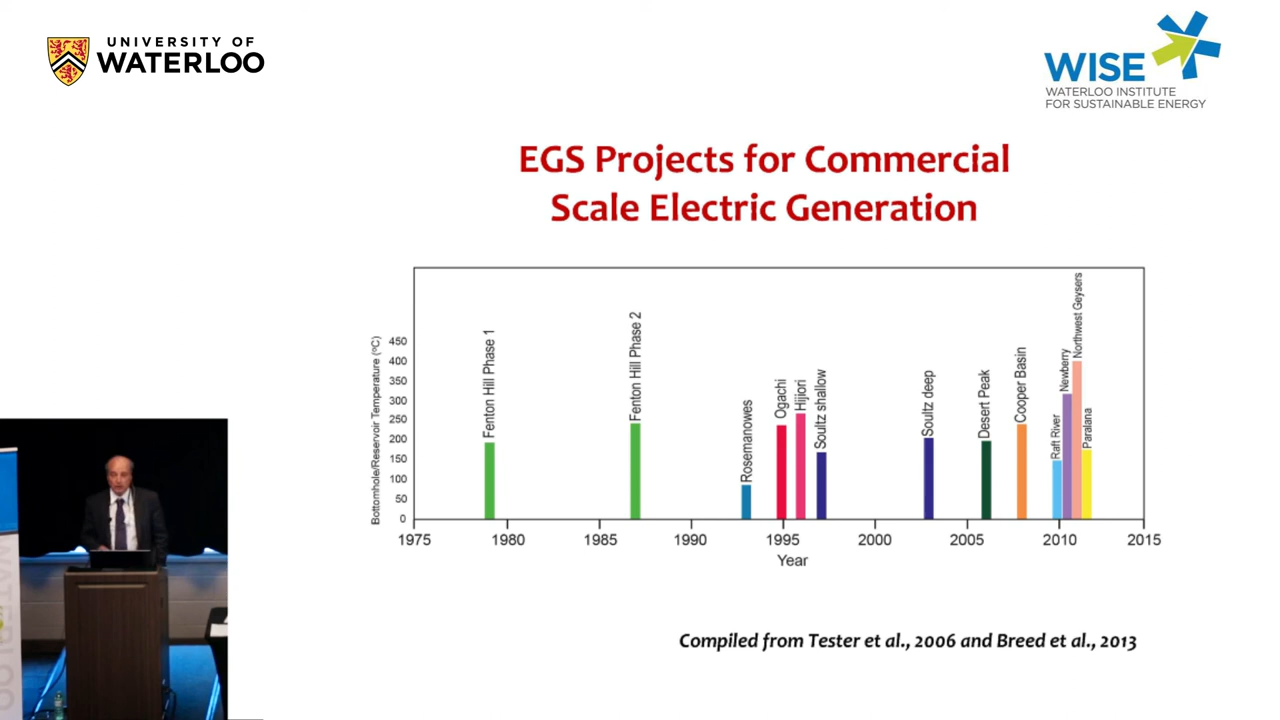 UNIVERSITY OF
WATERLOO
WISE
WATERLOO INSTITUTE
FOR SUSTAINABLE ENERGY
EGS Projects for Commercial
Scale Electric Generation
Bottomhole/Reservoir Temperature (°C)
450
400
350
300
250
200
150
100
50
0
Fenton Hill Phase 1
Fenton Hill Phase 2
Rosemanowes
Ogachi
Hijiori
Soultz shallow
Soultz deep
Desert Peak
Cooper Basin
Raft River
Newberry
Northwest Geysers
Paralana
1975 1980 1985 1990 1995 2000 2005 2010 2015
Year
Compiled from Tester et al., 2006 and Breed et al., 2013
WATERLOO